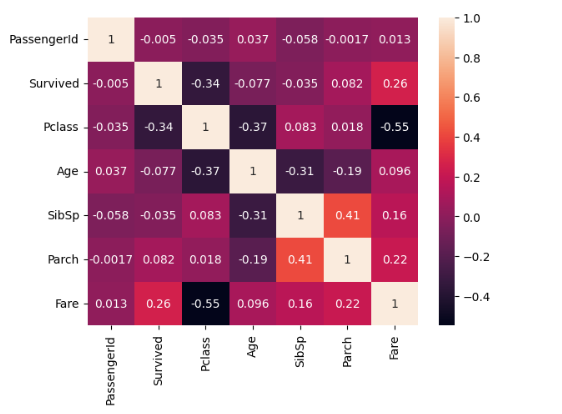 PassengerId 1 -0.005 -0.035 0.037 -0.058 -0.0017 0.013
Survived -0.005 1 -0.34 -0.077 -0.035 0.082 0.26
Pclass -0.035 -0.34 1 -0.37 0.083 0.018 -0.55
Age 0.037 -0.077 -0.37 1 -0.31 -0.19 0.096
SibSp -0.058 -0.035 0.083 -0.31 1 0.41 0.16
Parch -0.0017 0.082 0.018 -0.19 0.41 1 0.22
Fare 0.013 0.26 -0.55 0.096 0.16 0.22 1
PassengerId
Survived
Pclass
Age
SibSp
Parch
Fare
1.0
0.8
0.6
0.4
0.2
0.0
−0.2
−0.4